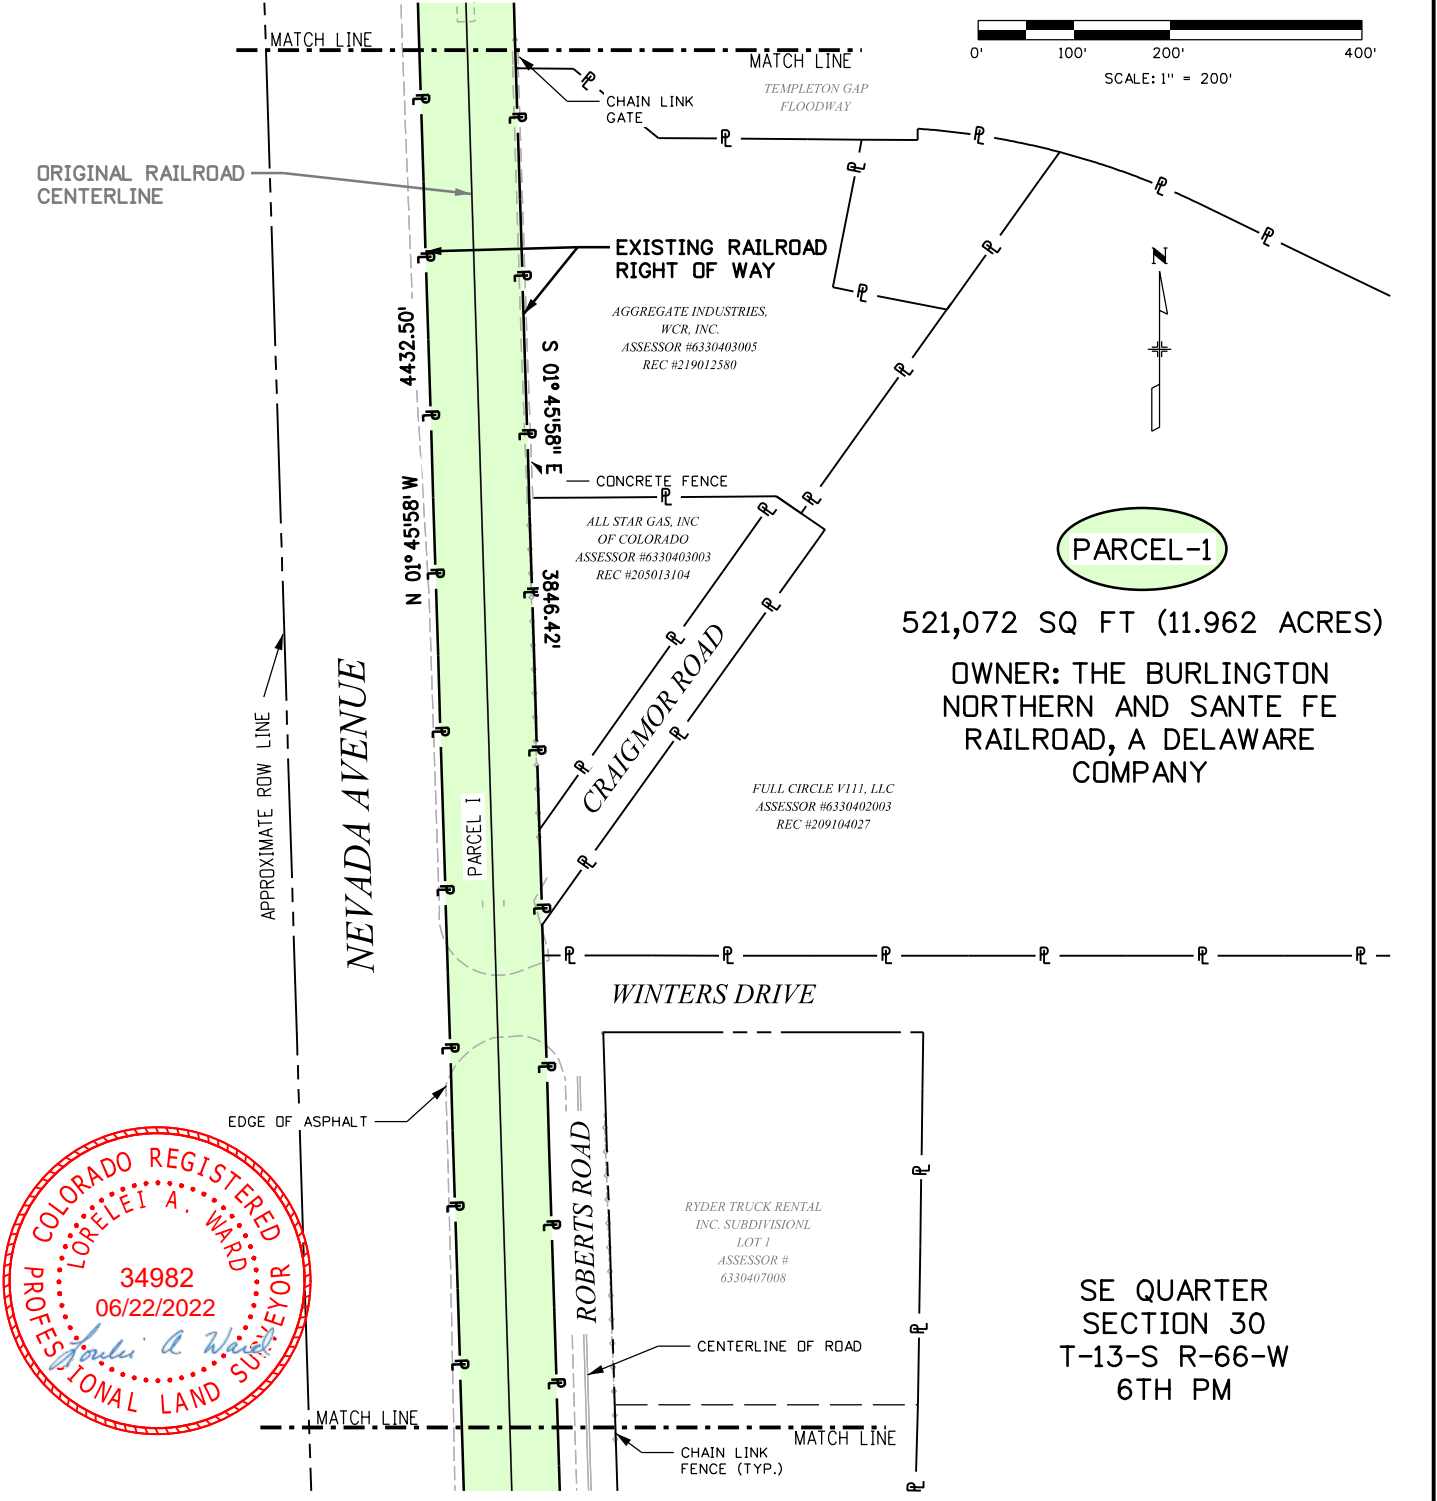 MATCH LINE
MATCH LINE
0' 100' 200' 400'
SCALE: 1" = 200'
TEMPLETON GAP
FLOODWAY
CHAIN LINK
GATE
ORIGINAL RAILROAD
CENTERLINE
EXISTING RAILROAD
RIGHT OF WAY
N
AGGREGATE INDUSTRIES,
WCR, INC.
ASSESSOR #6330403005
REC #219012580
4432.50'
N 01°45'58' W
S 01°45'58" E
3846.42'
CONCRETE FENCE
ALL STAR GAS, INC
OF COLORADO
ASSESSOR #6330403003
REC #205013104
PARCEL-1
521,072 SQ FT (11.962 ACRES)
OWNER: THE BURLINGTON
NORTHERN AND SANTE FE
RAILROAD, A DELAWARE
COMPANY
CRAIGMOR ROAD
NEVADA AVENUE
APPROXIMATE ROW LINE
PARCEL I
FULL CIRCLE V111, LLC
ASSESSOR #6330402003
REC #209104027
WINTERS DRIVE
EDGE OF ASPHALT
ROBERTS ROAD
RYDER TRUCK RENTAL
INC. SUBDIVISIONL
LOT 1
ASSESSOR #
6330407008
COLORADO REGISTERED
LORELEI A. WARD
34982
06/22/2022
Lorelei A Ward
PROFESSIONAL LAND SURVEYOR
CENTERLINE OF ROAD
SE QUARTER
SECTION 30
T-13-S R-66-W
6TH PM
MATCH LINE
MATCH LINE
CHAIN LINK
FENCE (TYP.)